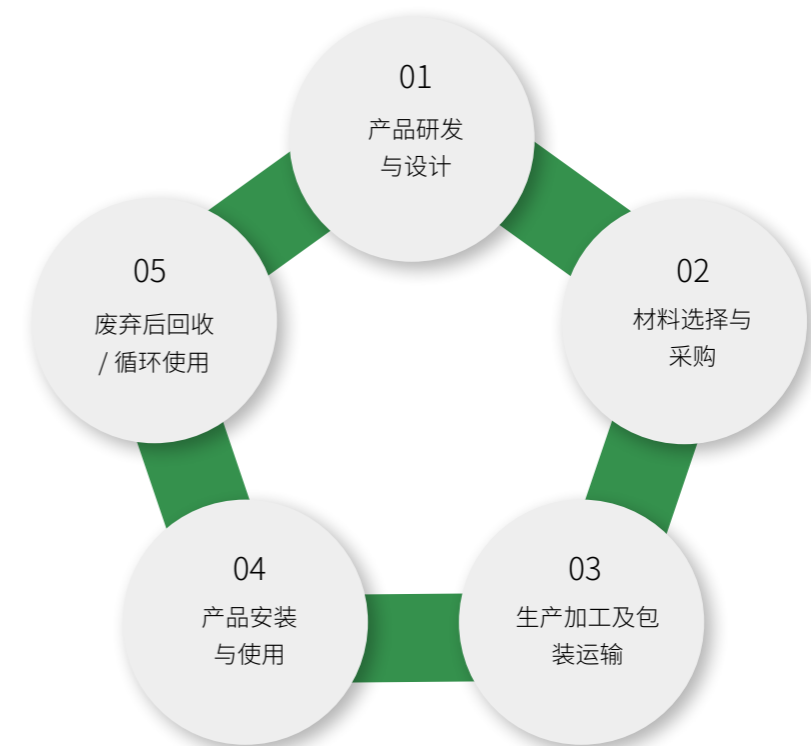 01
产品研发
与设计
02
材料选择与
采购
03
生产加工及包
装运输
04
产品安装
与使用
05
废弃后回收
/ 循环使用